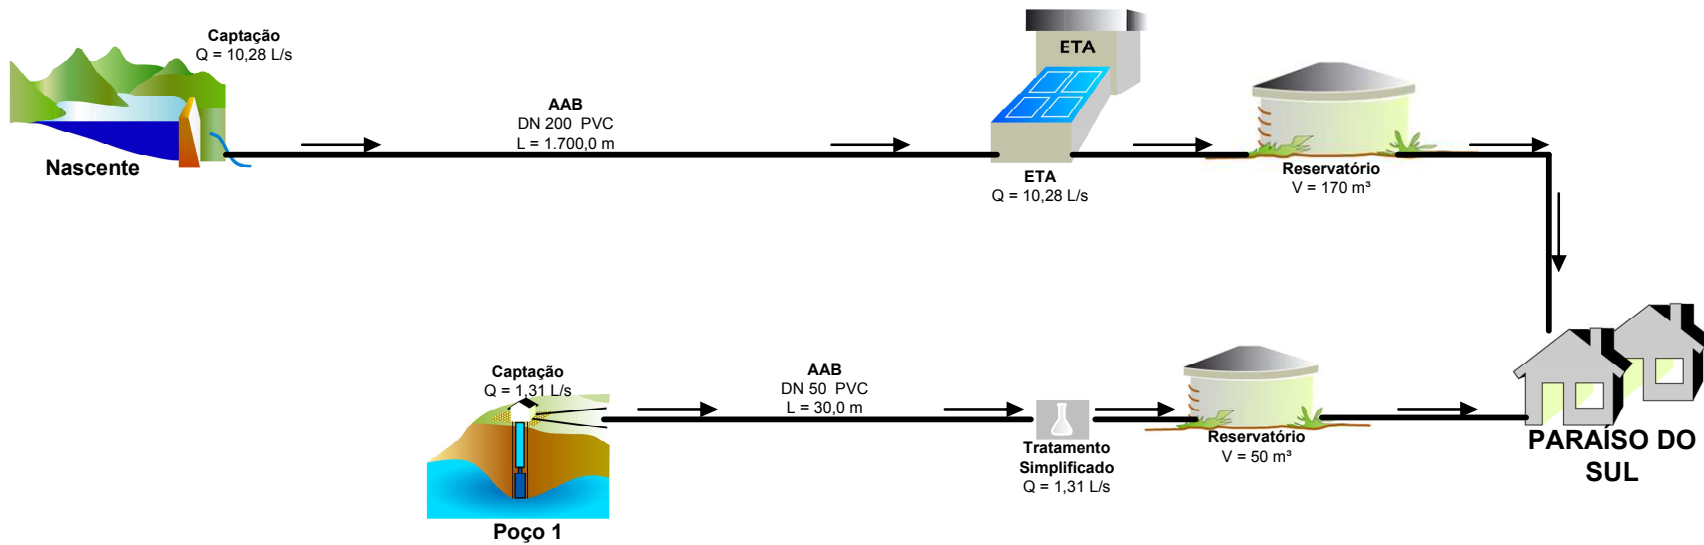 Captação
Q = 10,28 L/s
Nascente
AAB
DN 200 PVC
L = 1.700,0 m
ETA
ETA
Q = 10,28 L/s
Reservatório
V = 170 m³
Captação
Q = 1,31 L/s
Poço 1
AAB
DN 50 PVC
L = 30,0 m
Tratamento
Simplificado
Q = 1,31 L/s
Reservatório
V = 50 m³
PARAÍSO DO
SUL